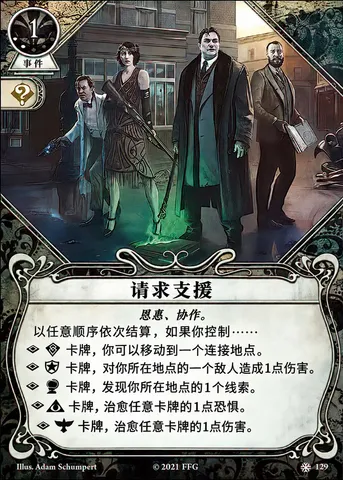 1
事件
请求支援
恩惠、协作。
以任意顺序依次结算，如果你控制……
卡牌，你可以移动到一个连接地点。
卡牌，对你所在地点的一个敌人造成1点伤害。
卡牌，发现你所在地点的1个线索。
卡牌，治愈任意卡牌的1点恐惧。
卡牌，治愈任意卡牌的1点伤害。
Illus. Adam Schumpert © 2021 FFG 129